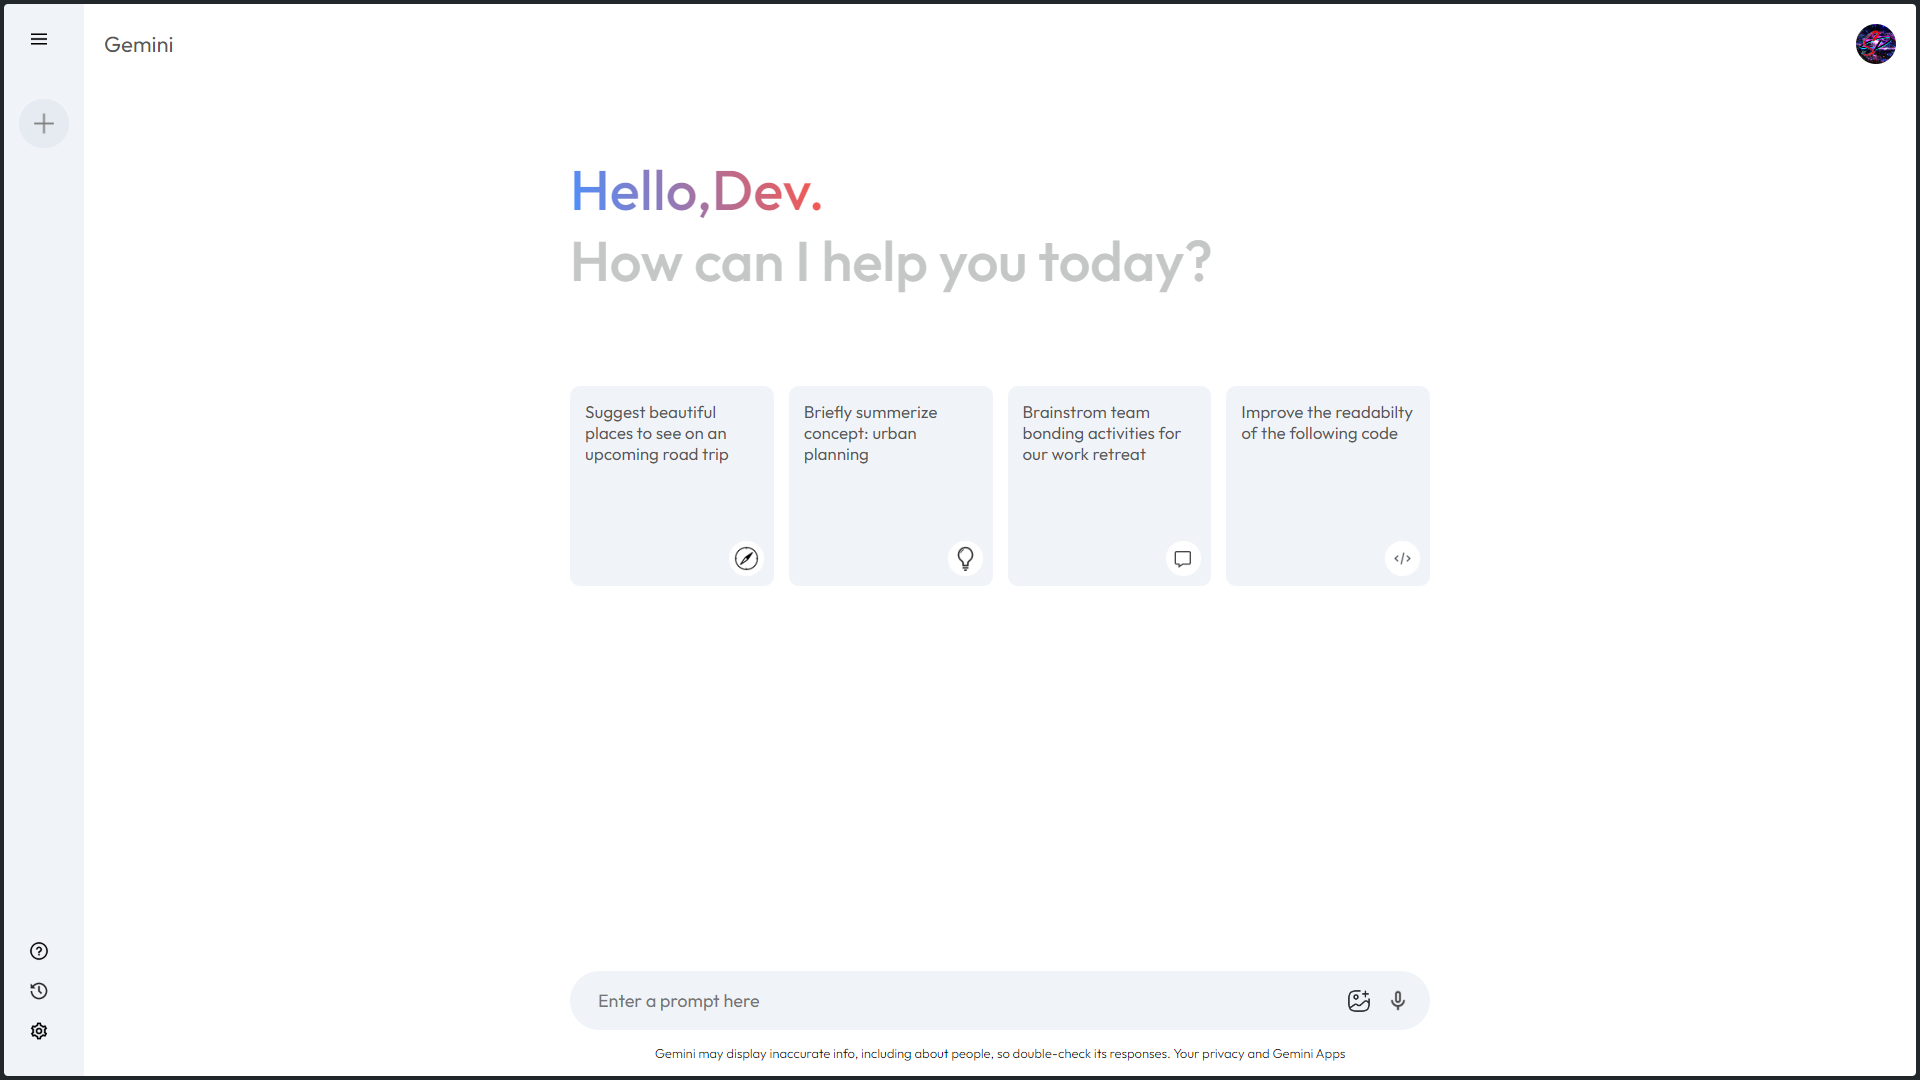 Gemini
Hello,Dev.
How can I help you today?
Suggest beautiful
places to see on an
upcoming road trip
Briefly summerize
concept: urban
planning
Brainstrom team
bonding activities for
our work retreat
Improve the readabilty
of the following code
Enter a prompt here
Gemini may display inaccurate info, including about people, so double-check its responses. Your privacy and Gemini Apps